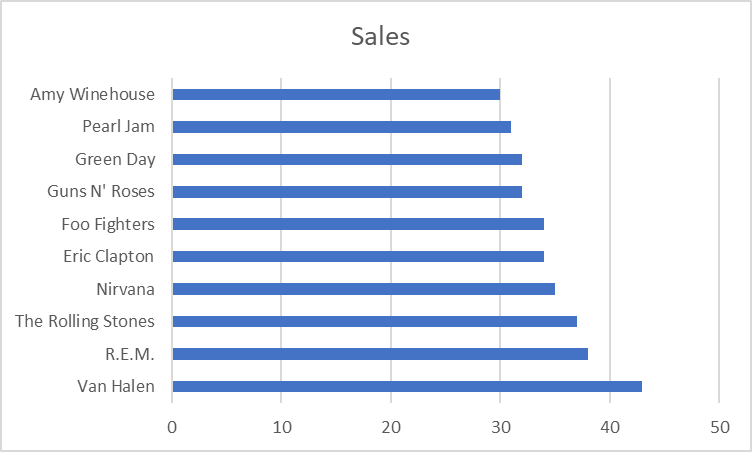 Sales
Amy Winehouse
Pearl Jam
Green Day
Guns N' Roses
Foo Fighters
Eric Clapton
Nirvana
The Rolling Stones
R.E.M.
Van Halen
0 10 20 30 40 50